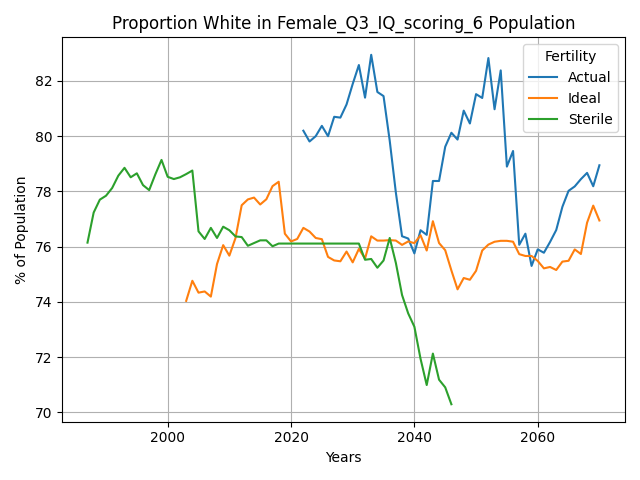 Proportion White in Female_Q3_IQ_scoring_6 Population
Fertility
Actual
Ideal
Sterile
% of Population
82
80
78
76
74
72
70
2000
2020
2040
2060
Years